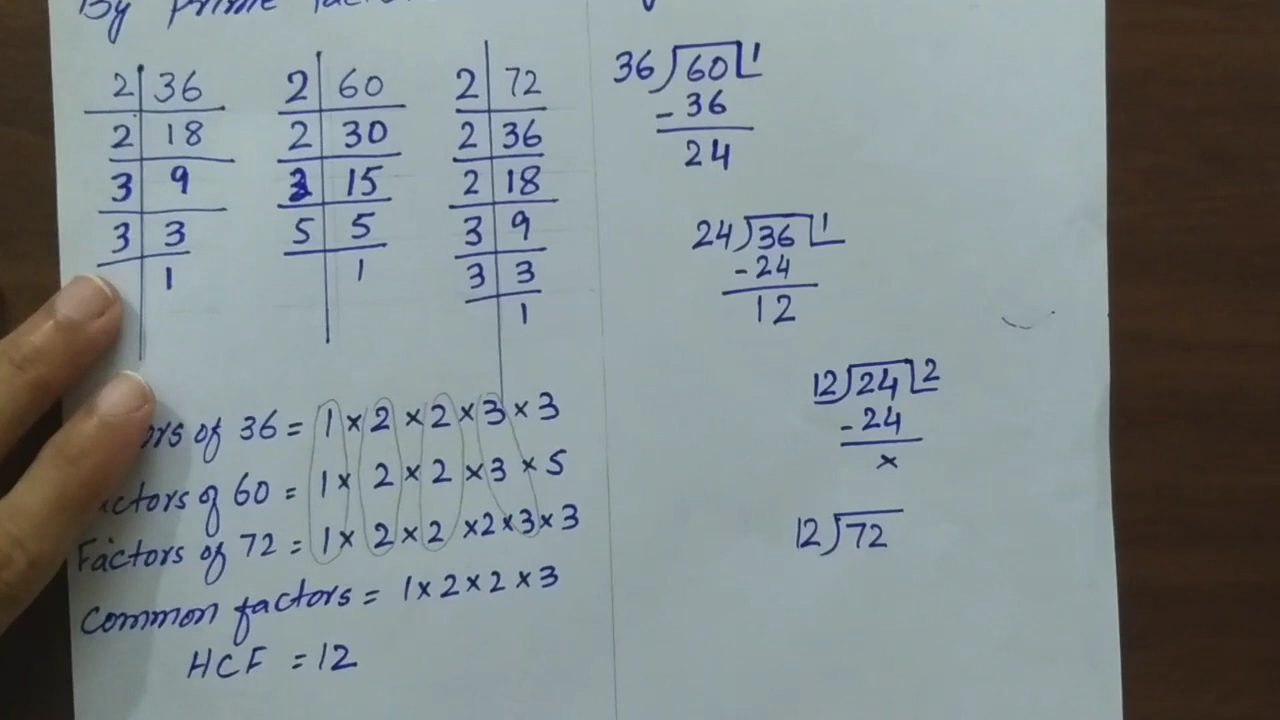 By prime
2 36 2 60 2 72
2 18 2 30 2 36
3 9 3 15 2 18
3 3 5 5 3 9
1 1 3 3
1
Factors of 36 = 1 × 2 × 2 × 3 × 3
Factors of 60 = 1 × 2 × 2 × 3 × 5
Factors of 72 = 1 × 2 × 2 × 2 × 3 × 3
Common factors = 1 × 2 × 2 × 3
HCF = 12
36 ) 60 1
- 36
24
24 ) 36 1
- 24
12
12 ) 24 2
- 24
×
12 ) 72